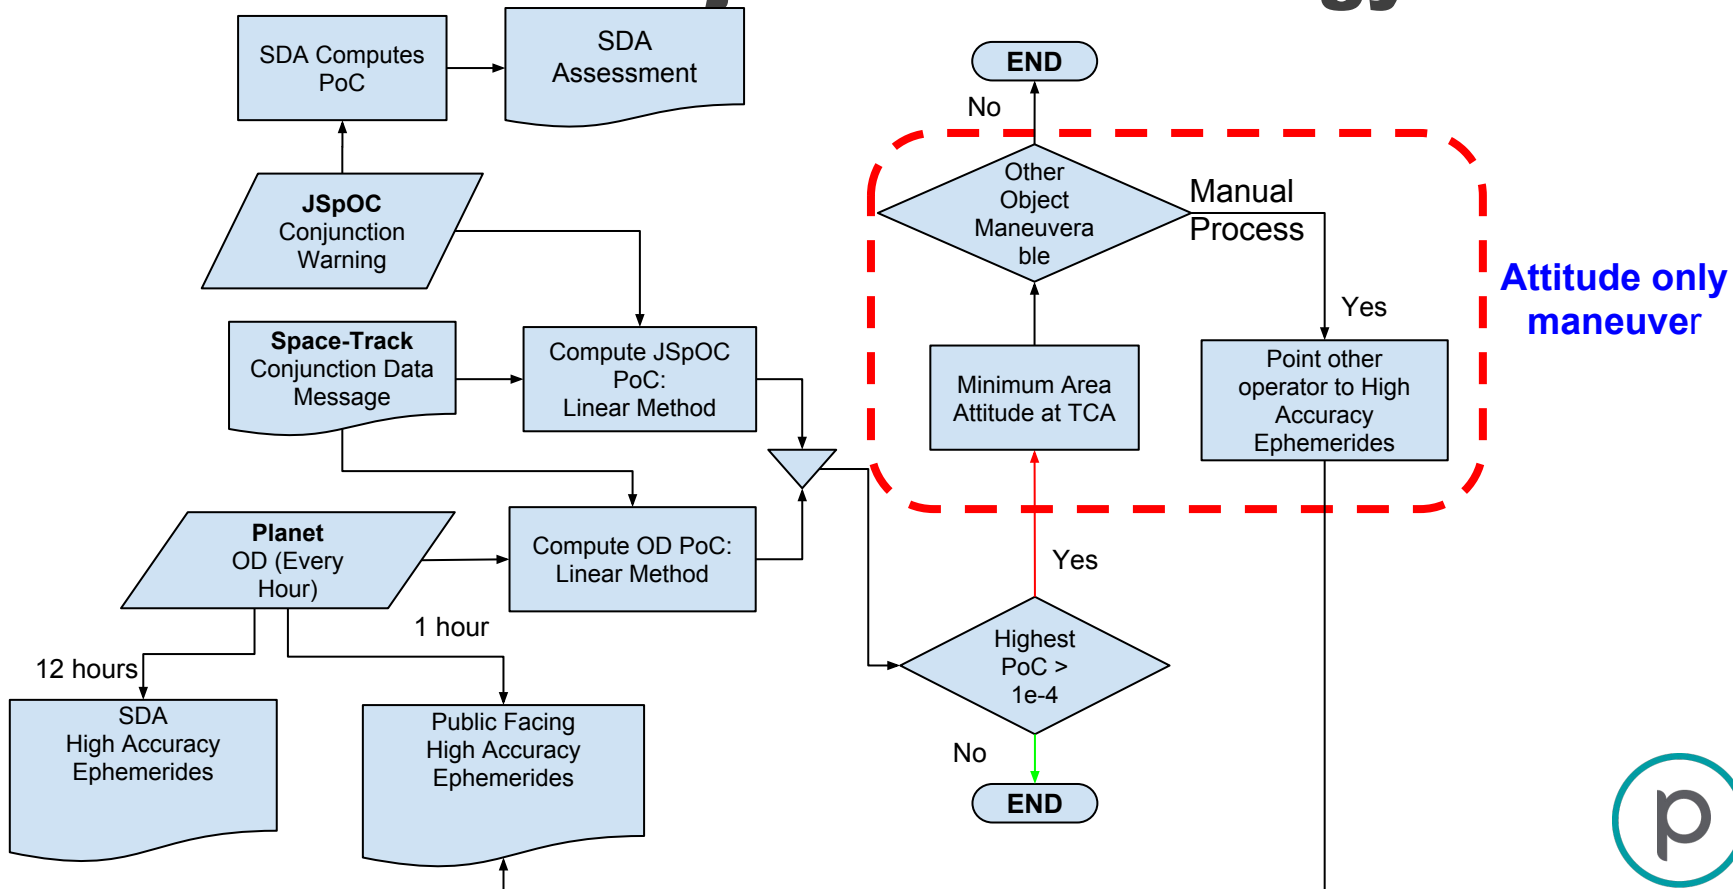 SDA Computes
PoC
SDA
Assessment
END
No
JSpOC
Conjunction
Warning
Other
Object
Maneuvera
ble
Manual
Process
Attitude only
maneuver
Space-Track
Conjunction Data
Message
Compute JSpOC
PoC:
Linear Method
Minimum Area
Attitude at TCA
Yes
Point other
operator to High
Accuracy
Ephemerides
Planet
OD (Every
Hour)
Compute OD PoC:
Linear Method
Yes
1 hour
12 hours
Highest
PoC >
1e-4
SDA
High Accuracy
Ephemerides
Public Facing
High Accuracy
Ephemerides
No
END
p